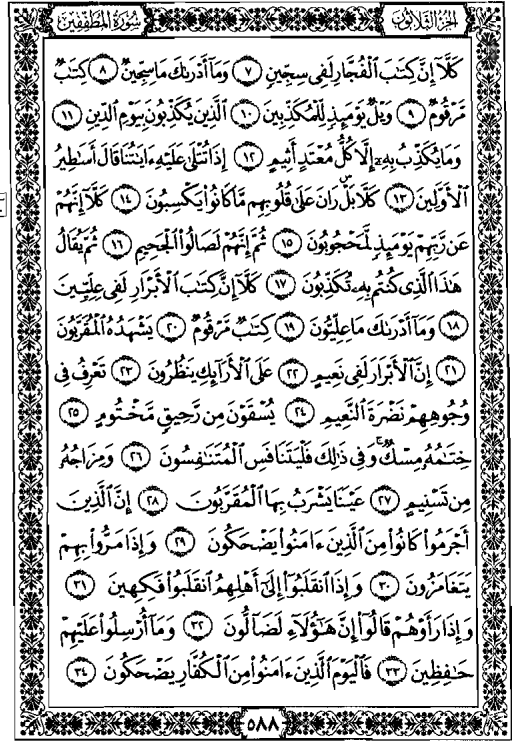 الجزء الثلاثون
سورة المطففين
كَلَّا إِنَّ كِتَٰبَ ٱلْفُجَّارِ لَفِى سِجِّينٍ ٧ وَمَآ أَدْرَىٰكَ مَا سِجِّينٌ ٨ كِتَٰبٌ
مَّرْقُومٌ ٩ وَيْلٌ يَوْمَئِذٍ لِّلْمُكَذِّبِينَ ١٠ ٱلَّذِينَ يُكَذِّبُونَ بِيَوْمِ ٱلدِّينِ ١١
وَمَا يُكَذِّبُ بِهِۦٓ إِلَّا كُلُّ مُعْتَدٍ أَثِيمٍ ١٢ إِذَا تُتْلَىٰ عَلَيْهِ ءَايَٰتُنَا قَالَ أَسَٰطِيرُ
ٱلْأَوَّلِينَ ١٣ كَلَّا بَلْ رَانَ عَلَىٰ قُلُوبِهِم مَّا كَانُوا۟ يَكْسِبُونَ ١٤ كَلَّآ إِنَّهُمْ
عَن رَّبِّهِمْ يَوْمَئِذٍ لَّمَحْجُوبُونَ ١٥ ثُمَّ إِنَّهُمْ لَصَالُوا۟ ٱلْجَحِيمِ ١٦ ثُمَّ يُقَالُ
هَٰذَا ٱلَّذِى كُنتُم بِهِۦ تُكَذِّبُونَ ١٧ كَلَّآ إِنَّ كِتَٰبَ ٱلْأَبْرَارِ لَفِى عِلِّيِّينَ
١٨ وَمَآ أَدْرَىٰكَ مَا عِلِّيُّونَ ١٩ كِتَٰبٌ مَّرْقُومٌ ٢٠ يَشْهَدُهُ ٱلْمُقَرَّبُونَ
٢١ إِنَّ ٱلْأَبْرَارَ لَفِى نَعِيمٍ ٢٢ عَلَى ٱلْأَرَآئِكِ يَنظُرُونَ ٢٣ تَعْرِفُ فِى
وُجُوهِهِمْ نَضْرَةَ ٱلنَّعِيمِ ٢٤ يُسْقَوْنَ مِن رَّحِيقٍ مَّخْتُومٍ ٢٥
خِتَٰمُهُۥ مِسْكٌ ۚ وَفِى ذَٰلِكَ فَلْيَتَنَافَسِ ٱلْمُتَنَٰفِسُونَ ٢٦ وَمِزَاجُهُۥ
مِن تَسْنِيمٍ ٢٧ عَيْنًا يَشْرَبُ بِهَا ٱلْمُقَرَّبُونَ ٢٨ إِنَّ ٱلَّذِينَ
أَجْرَمُوا۟ كَانُوا۟ مِنَ ٱلَّذِينَ ءَامَنُوا۟ يَضْحَكُونَ ٢٩ وَإِذَا مَرُّوا۟ بِهِمْ
يَتَغَامَزُونَ ٣٠ وَإِذَا ٱنقَلَبُوٓا۟ إِلَىٰٓ أَهْلِهِمُ ٱنقَلَبُوا۟ فَكِهِينَ ٣١
وَإِذَا رَأَوْهُمْ قَالُوٓا۟ إِنَّ هَٰٓؤُلَآءِ لَضَآلُّونَ ٣٢ وَمَآ أُرْسِلُوا۟ عَلَيْهِمْ
حَٰفِظِينَ ٣٣ فَٱلْيَوْمَ ٱلَّذِينَ ءَامَنُوا۟ مِنَ ٱلْكُفَّارِ يَضْحَكُونَ ٣٤
٥٨٨